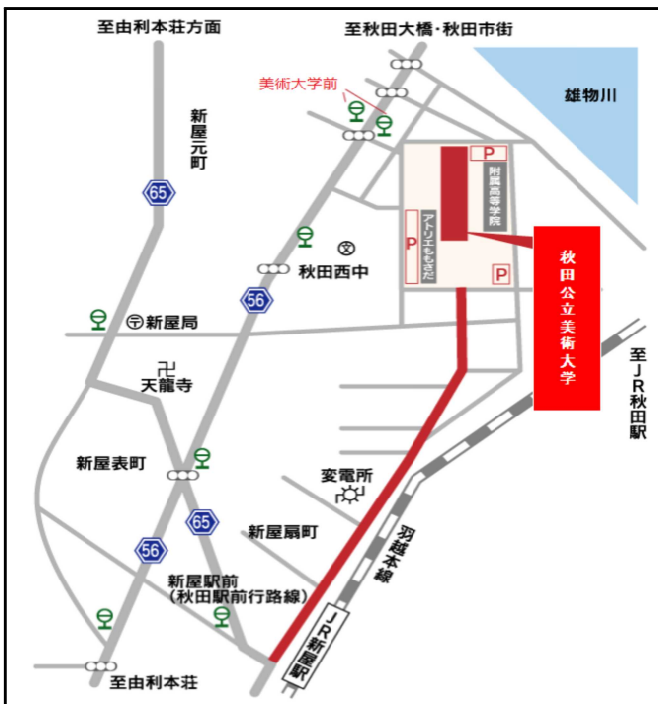 至由利本荘方面
至秋田大橋・秋田市街
美術大学前
雄物川
新屋元町
P
附属高等学院
65
アトリエももさだ
P
秋田公立美術大学
文
秋田西中
P
56
〒新屋局
至JR秋田駅
卍
天龍寺
新屋表町
変電所
65
新屋扇町
羽越本線
56
新屋駅前
(秋田駅前行路線)
JR新屋駅
至由利本荘